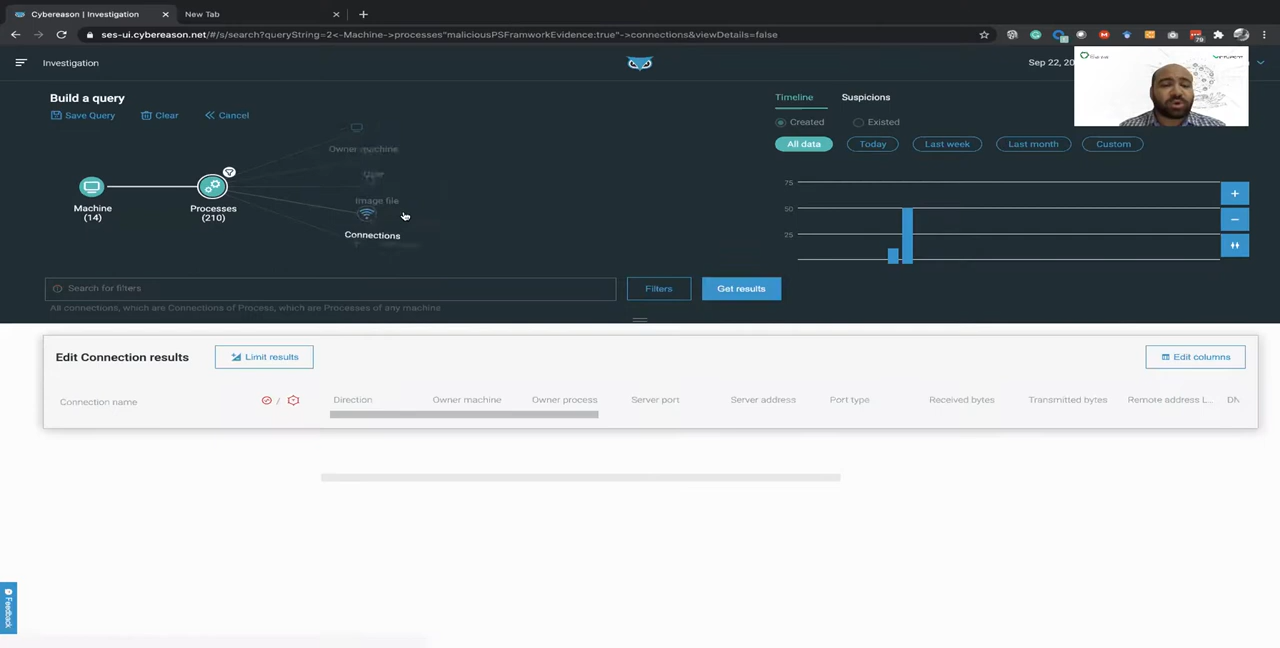 Cybereason | Investigation
New Tab
ses-ui.cybereason.net/#/s/search?queryString=2<-Machine->processes"maliciousPSFramworkEvidence:true"->connections&viewDetails=false
79
Investigation
Sep 22, 20
Build a query
Save Query
Clear
Cancel
Owner machine
User
Image file
Connections
Machine
(14)
Processes
(210)
Timeline
Suspicions
Created
Existed
All data
Today
Last week
Last month
Custom
75
50
25
Search for filters
Filters
Get results
All connections, which are Connections of Process, which are Processes of any machine
Edit Connection results
Limit results
Edit columns
Connection name
/
Direction
Owner machine
Owner process
Server port
Server address
Port type
Received bytes
Transmitted bytes
Remote address L...
DN
Feedback